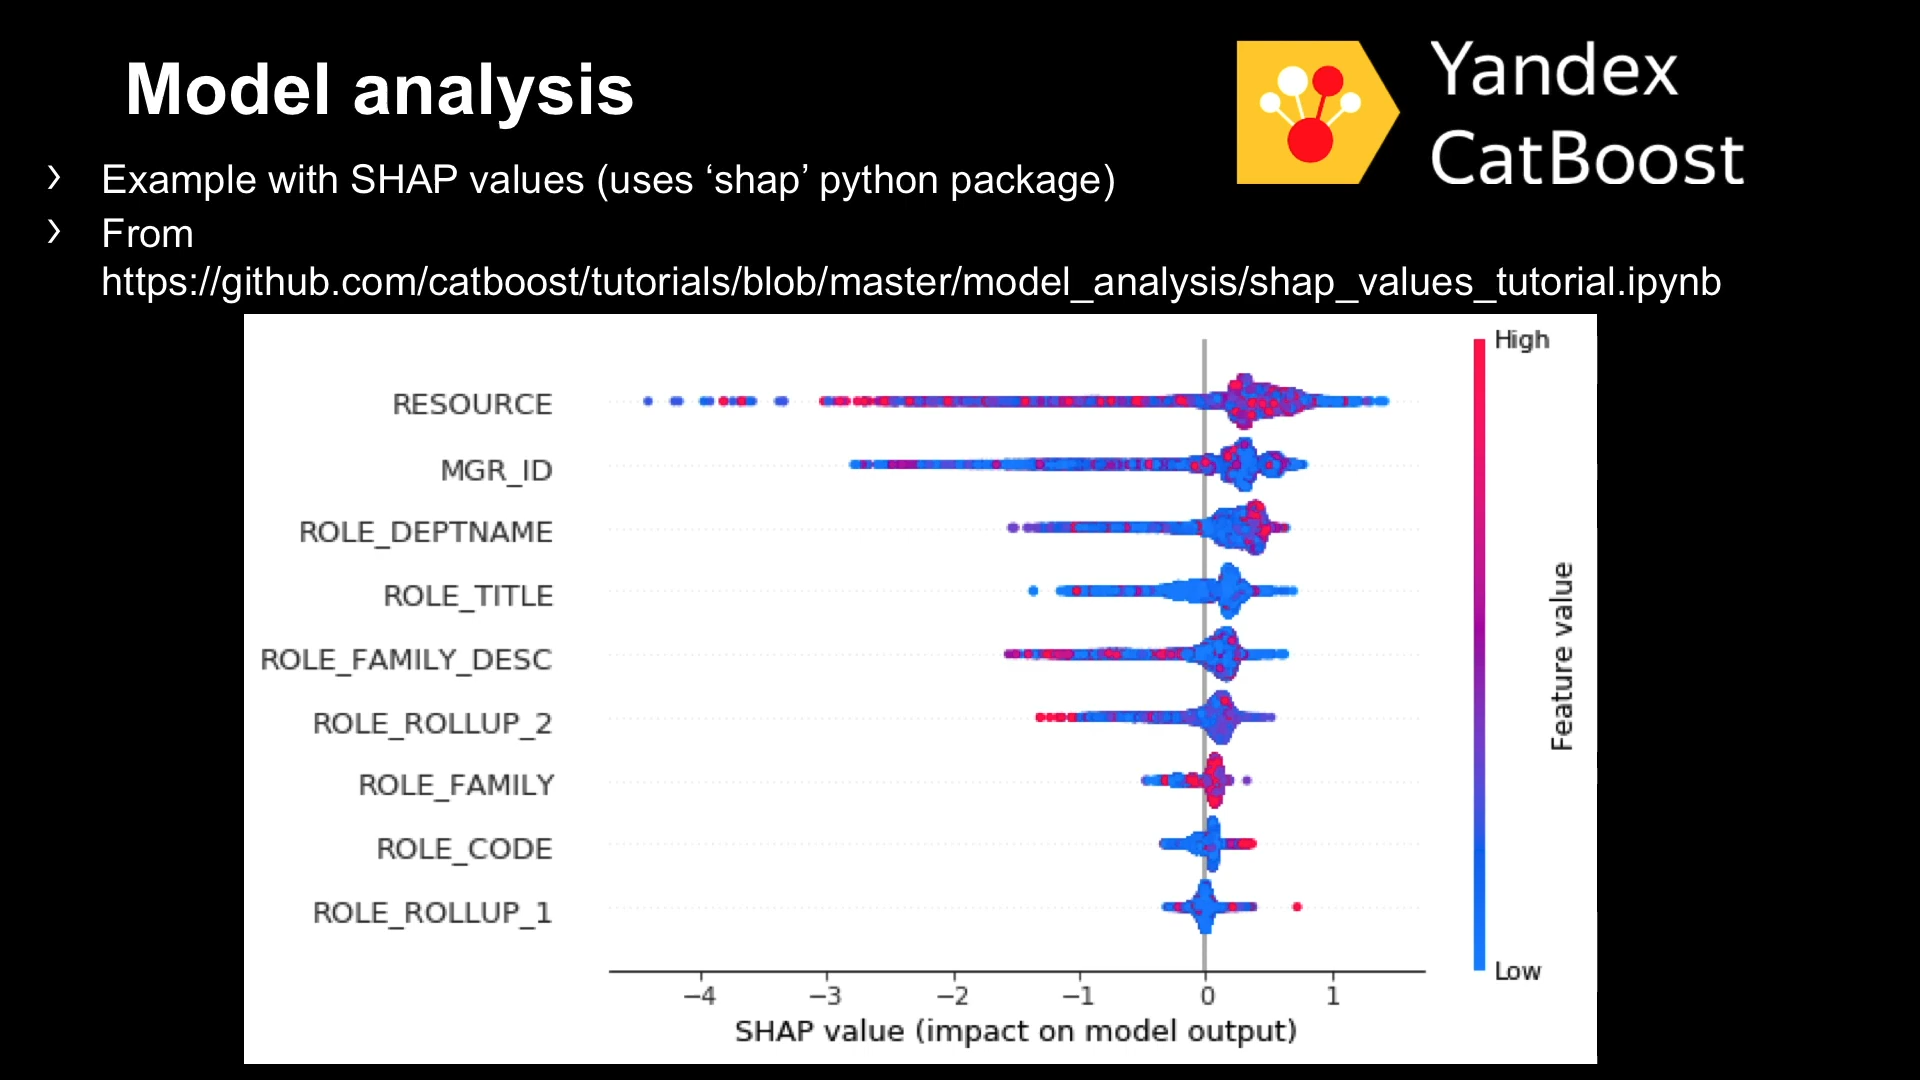 Model analysis
Yandex
CatBoost
› Example with SHAP values (uses ‘shap’ python package)
› From
https://github.com/catboost/tutorials/blob/master/model_analysis/shap_values_tutorial.ipynb
High
RESOURCE
MGR_ID
ROLE_DEPTNAME
ROLE_TITLE
ROLE_FAMILY_DESC
ROLE_ROLLUP_2
ROLE_FAMILY
ROLE_CODE
ROLE_ROLLUP_1
Feature value
Low
−4 −3 −2 −1 0 1
SHAP value (impact on model output)